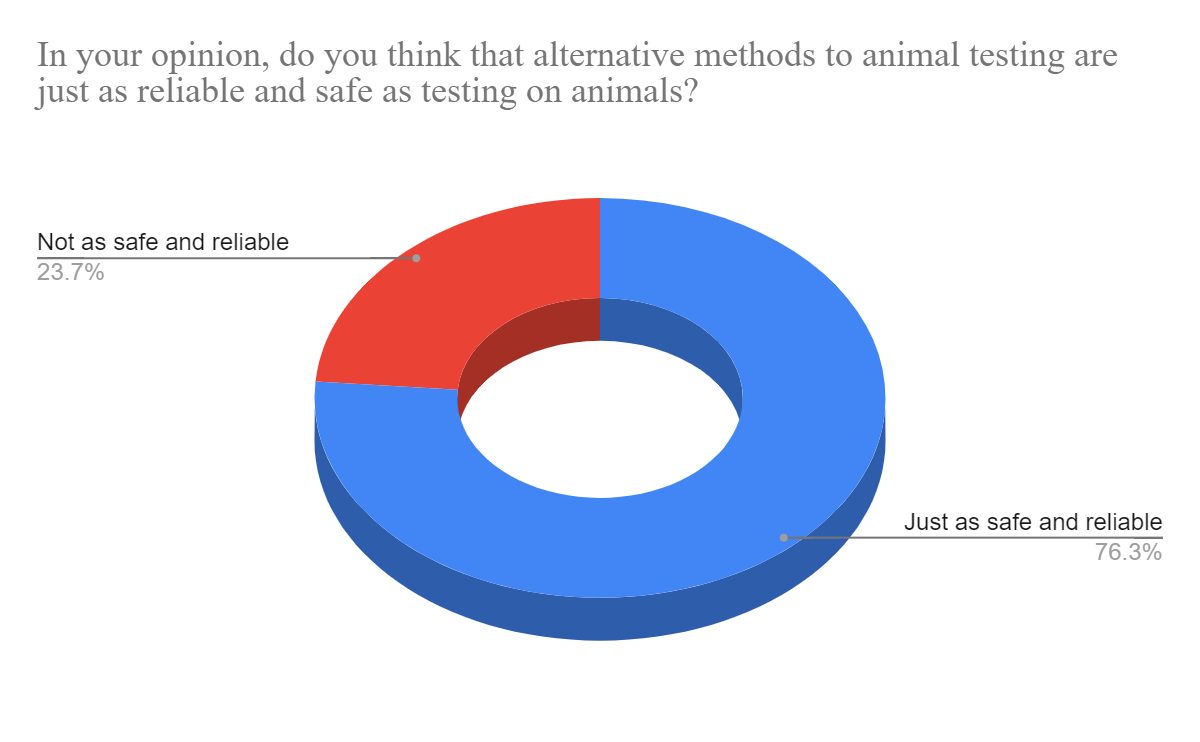 In your opinion, do you think that alternative methods to animal testing are
just as reliable and safe as testing on animals?
Not as safe and reliable
23.7%
Just as safe and reliable
76.3%